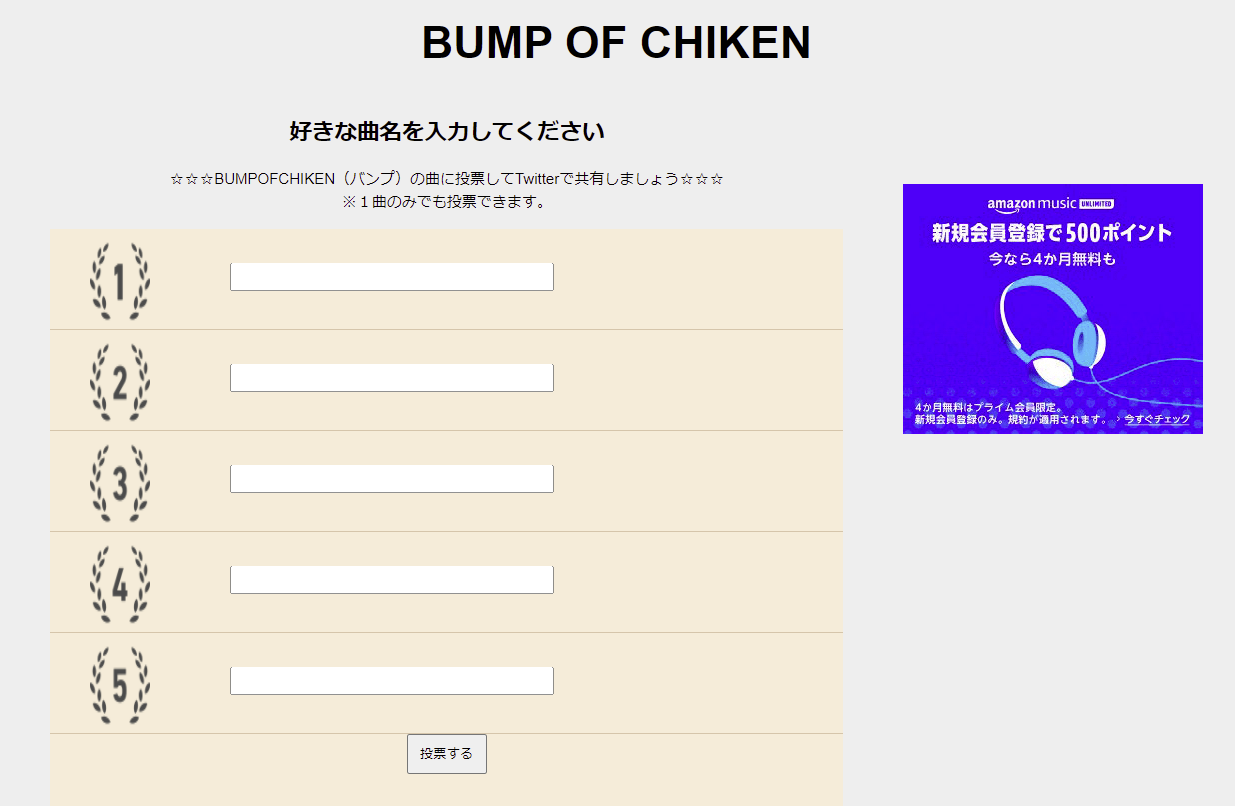 BUMP OF CHIKEN
好きな曲名を入力してください
☆☆☆BUMPOFCHIKEN（バンプ）の曲に投票してTwitterで共有しましょう☆☆☆
※１曲のみでも投票できます。
1
2
3
4
5
投票する
amazon music UNLIMITED
新規会員登録で500ポイント
今なら4か月無料も
4か月無料はプライム会員限定。
新規会員登録のみ。規約が適用されます。 > 今すぐチェック